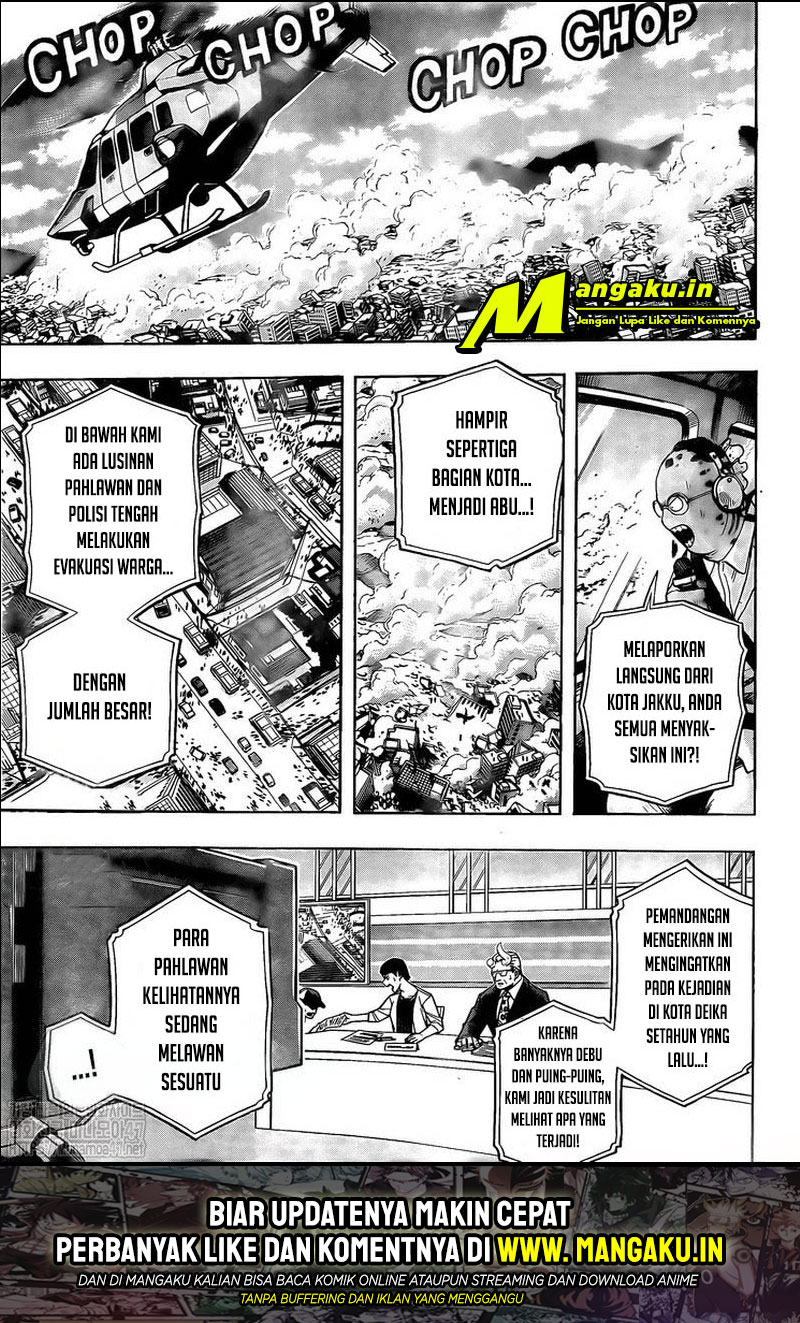 CHOP
CHOP
CHOP
CHOP
Mangaku.in
Jangan Lupa Like dan Komennya
MELAPORKAN
LANGSUNG DARI
KOTA JAKKU, ANDA
SEMUA MENYAK-
SIKAN INI?!
HAMPIR
SEPERTIGA
BAGIAN KOTA...
MENJADI ABU...!
DI BAWAH KAMI
ADA LUSINAN
PAHLAWAN DAN
POLISI TENGAH
MELAKUKAN
EVAKUASI WARGA...
DENGAN
JUMLAH BESAR!
PEMANDANGAN
MENGERIKAN INI
MENGINGATKAN
PADA KEJADIAN
DI KOTA DEIKA
SETAHUN YANG
LALU...!
KARENA
BANYAKNYA DEBU
DAN PUING-PUING,
KAMI JADI KESULITAN
MELIHAT APA YANG
TERJADI!
PARA
PAHLAWAN
KELIHATANNYA
SEDANG
MELAWAN
SESUATU
...!
BIAR UPDATENYA MAKIN CEPAT
PERBANYAK LIKE DAN KOMENTNYA DI WWW. MANGAKU.IN
DAN DI MANGAKU KALIAN BISA BACA KOMIK ONLINE ATAUPUN STREAMING DAN DOWNLOAD ANIME
TANPA BUFFERING DAN IKLAN YANG MENGGANGU